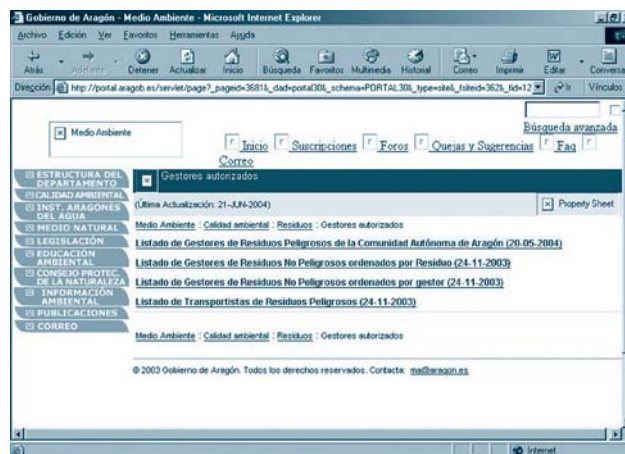 Gobierno de Aragón - Medio Ambiente - Microsoft Internet Explorer
Archivo Edición Ver Favoritos Herramientas Ayuda
Atrás Adelante Detener Actualizar Inicio Búsqueda Favoritos Multimedia Historial Correo Imprimir Editar Conversa
Dirección http://portal.aragob.es/servlet/page?_pageid=3681&_dad=portal30&_schema=PORTAL30&_type=site&_fsiteid=362&_fid=12 Ir Vínculos
Búsqueda avanzada
Medio Ambiente
Inicio Suscripciones Foros Quejas y Sugerencias Faq
Correo
ESTRUCTURA DEL
DEPARTAMENTO
CALIDAD AMBIENTAL
INST. ARAGONÉS
DEL AGUA
MEDIO NATURAL
LEGISLACIÓN
EDUCACIÓN
AMBIENTAL
CONSEJO PROTEC.
DE LA NATURALEZA
INFORMACIÓN
AMBIENTAL
PUBLICACIONES
CORREO
Gestores autorizados
(Última Actualización: 21-JUN-2004) Property Sheet
Medio Ambiente : Calidad ambiental : Residuos : Gestores autorizados
Listado de Gestores de Residuos Peligrosos de la Comunidad Autónoma de Aragón (20-05-2004)
Listado de Gestores de Residuos No Peligrosos ordenados por Residuo (24-11-2003)
Listado de Gestores de Residuos No Peligrosos ordenados por gestor (24-11-2003)
Listado de Transportistas de Residuos Peligrosos (24-11-2003)
Medio Ambiente : Calidad ambiental : Residuos : Gestores autorizados
© 2003 Gobierno de Aragón. Todos los derechos reservados. Contacta: ma@aragon.es
Internet